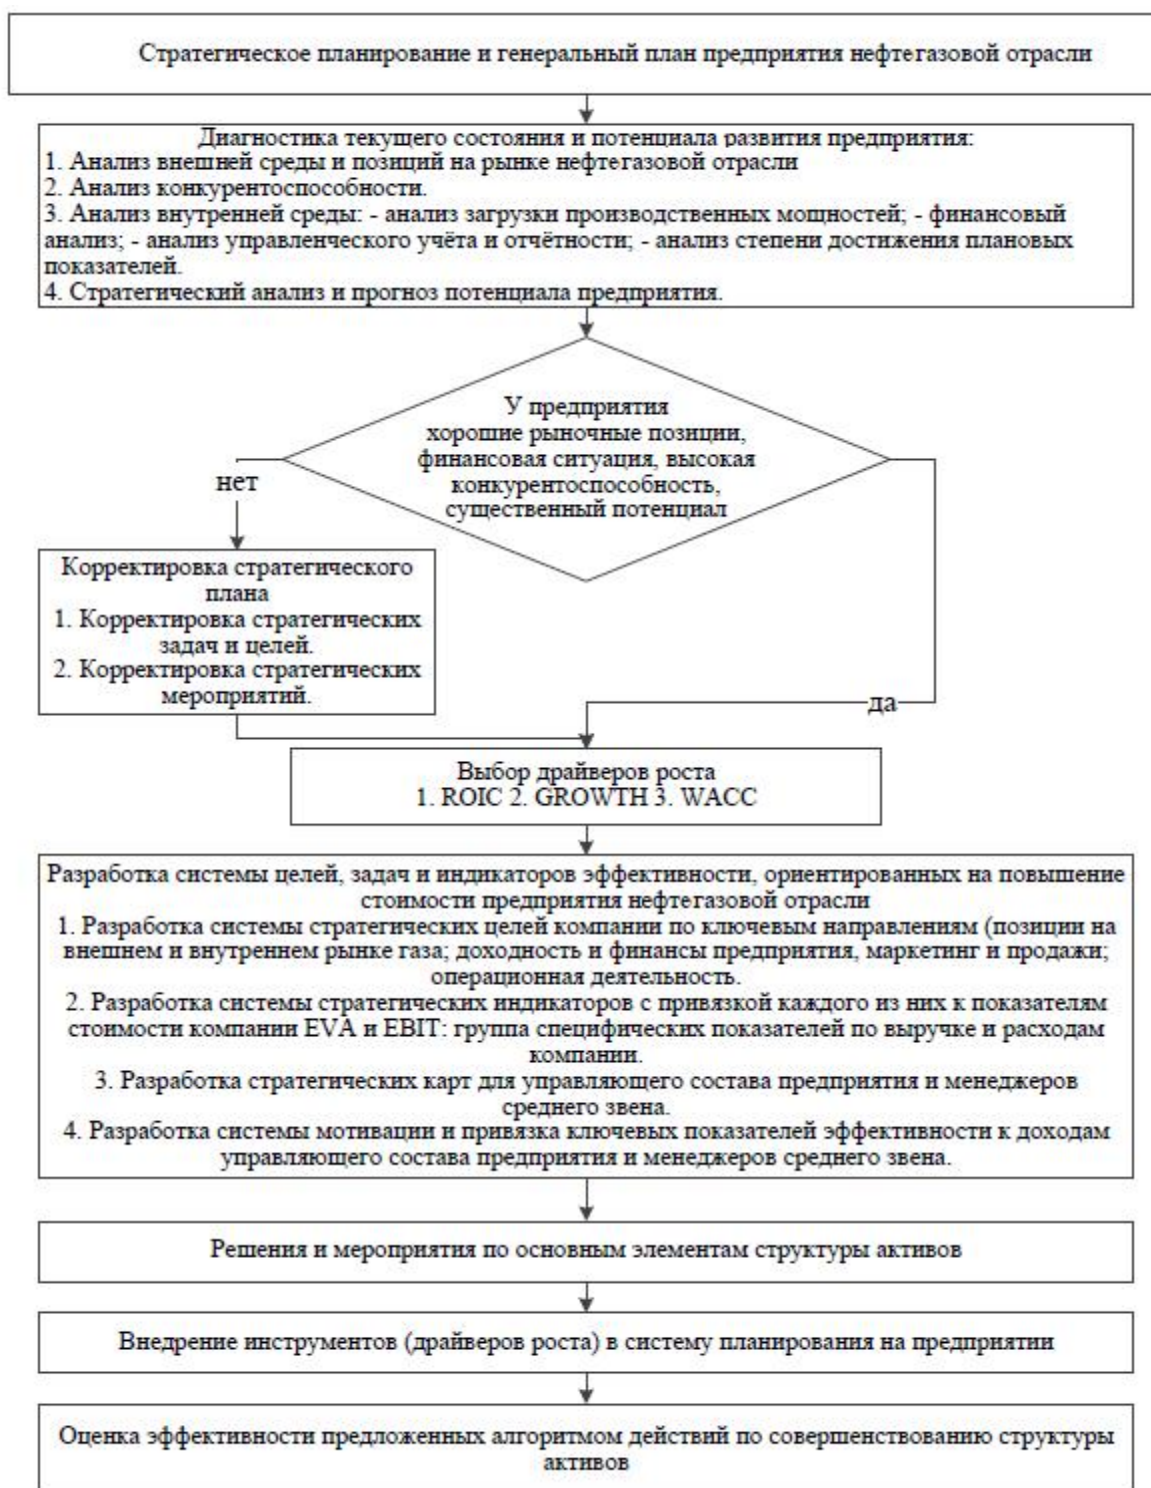 Стратегическое планирование и генеральный план предприятия нефтегазовой отрасли
Диагностика текущего состояния и потенциала развития предприятия:
1. Анализ внешней среды и позиций на рынке нефтегазовой отрасли
2. Анализ конкурентоспособности.
3. Анализ внутренней среды: - анализ загрузки производственных мощностей; - финансовый
анализ; - анализ управленческого учёта и отчётности; - анализ степени достижения плановых
показателей.
4. Стратегический анализ и прогноз потенциала предприятия.
У предприятия
хорошие рыночные позиции,
финансовая ситуация, высокая
конкурентоспособность,
существенный потенциал
нет
Корректировка стратегического
плана
1. Корректировка стратегических
задач и целей.
2. Корректировка стратегических
мероприятий.
да
Выбор драйверов роста
1. ROIC 2. GROWTH 3. WACC
Разработка системы целей, задач и индикаторов эффективности, ориентированных на повышение
стоимости предприятия нефтегазовой отрасли
1. Разработка системы стратегических целей компании по ключевым направлениям (позиции на
внешнем и внутреннем рынке газа; доходность и финансы предприятия, маркетинг и продажи;
операционная деятельность.
2. Разработка системы стратегических индикаторов с привязкой каждого из них к показателям
стоимости компании EVA и EBIT: группа специфических показателей по выручке и расходам
компании.
3. Разработка стратегических карт для управляющего состава предприятия и менеджеров
среднего звена.
4. Разработка системы мотивации и привязка ключевых показателей эффективности к доходам
управляющего состава предприятия и менеджеров среднего звена.
Решения и мероприятия по основным элементам структуры активов
Внедрение инструментов (драйверов роста) в систему планирования на предприятии
Оценка эффективности предложенных алгоритмом действий по совершенствованию структуры
активов